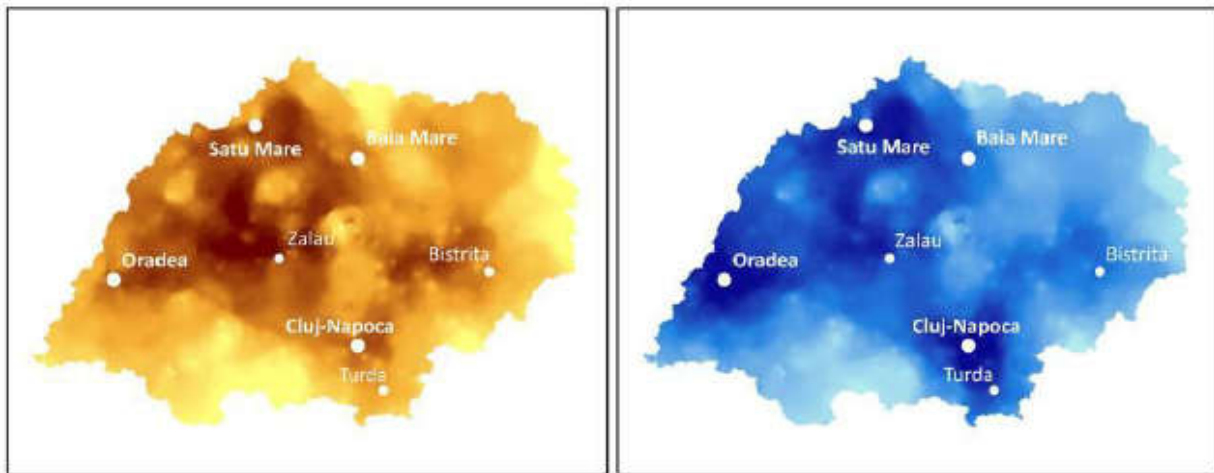 Satu Mare
Baia Mare
Zalau
Bistrita
Oradea
Cluj-Napoca
Turda
Satu Mare
Baia Mare
Zalau
Bistrita
Oradea
Cluj-Napoca
Turda